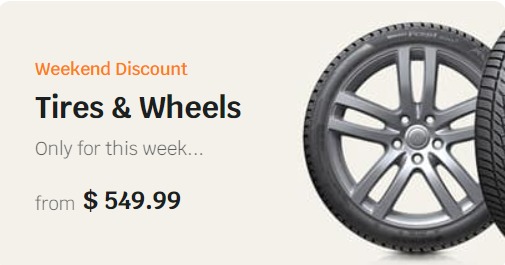 Weekend Discount
Tires & Wheels
Only for this week...
from $ 549.99